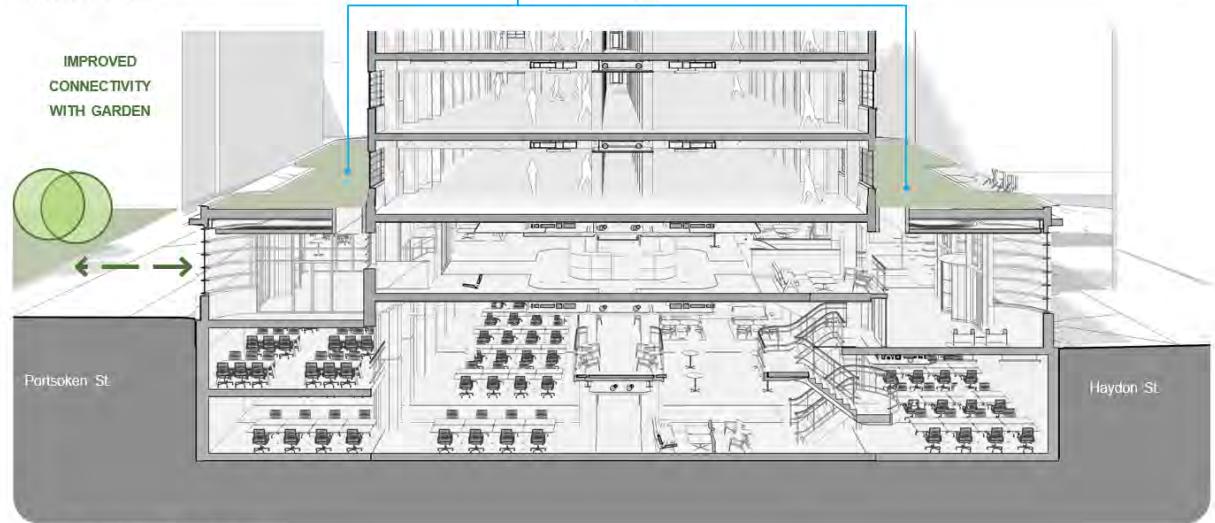 IMPROVED
CONNECTIVITY
WITH GARDEN
Portsoken St.
Haydon St.